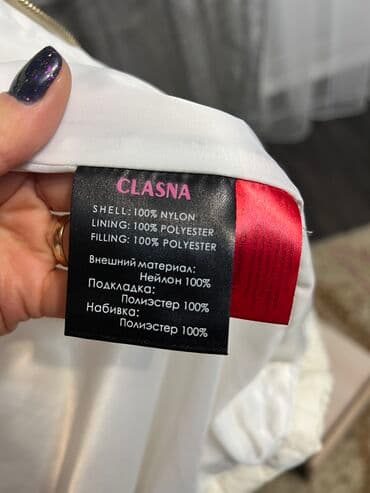 CLASNA
SHELL: 100% NYLON
LINING: 100% POLYESTER
FILLING: 100% POLYESTER
Внешний материал:
Нейлон 100%
Подкладка:
Полиэстер 100%
Набивка:
Полиэстер 100%